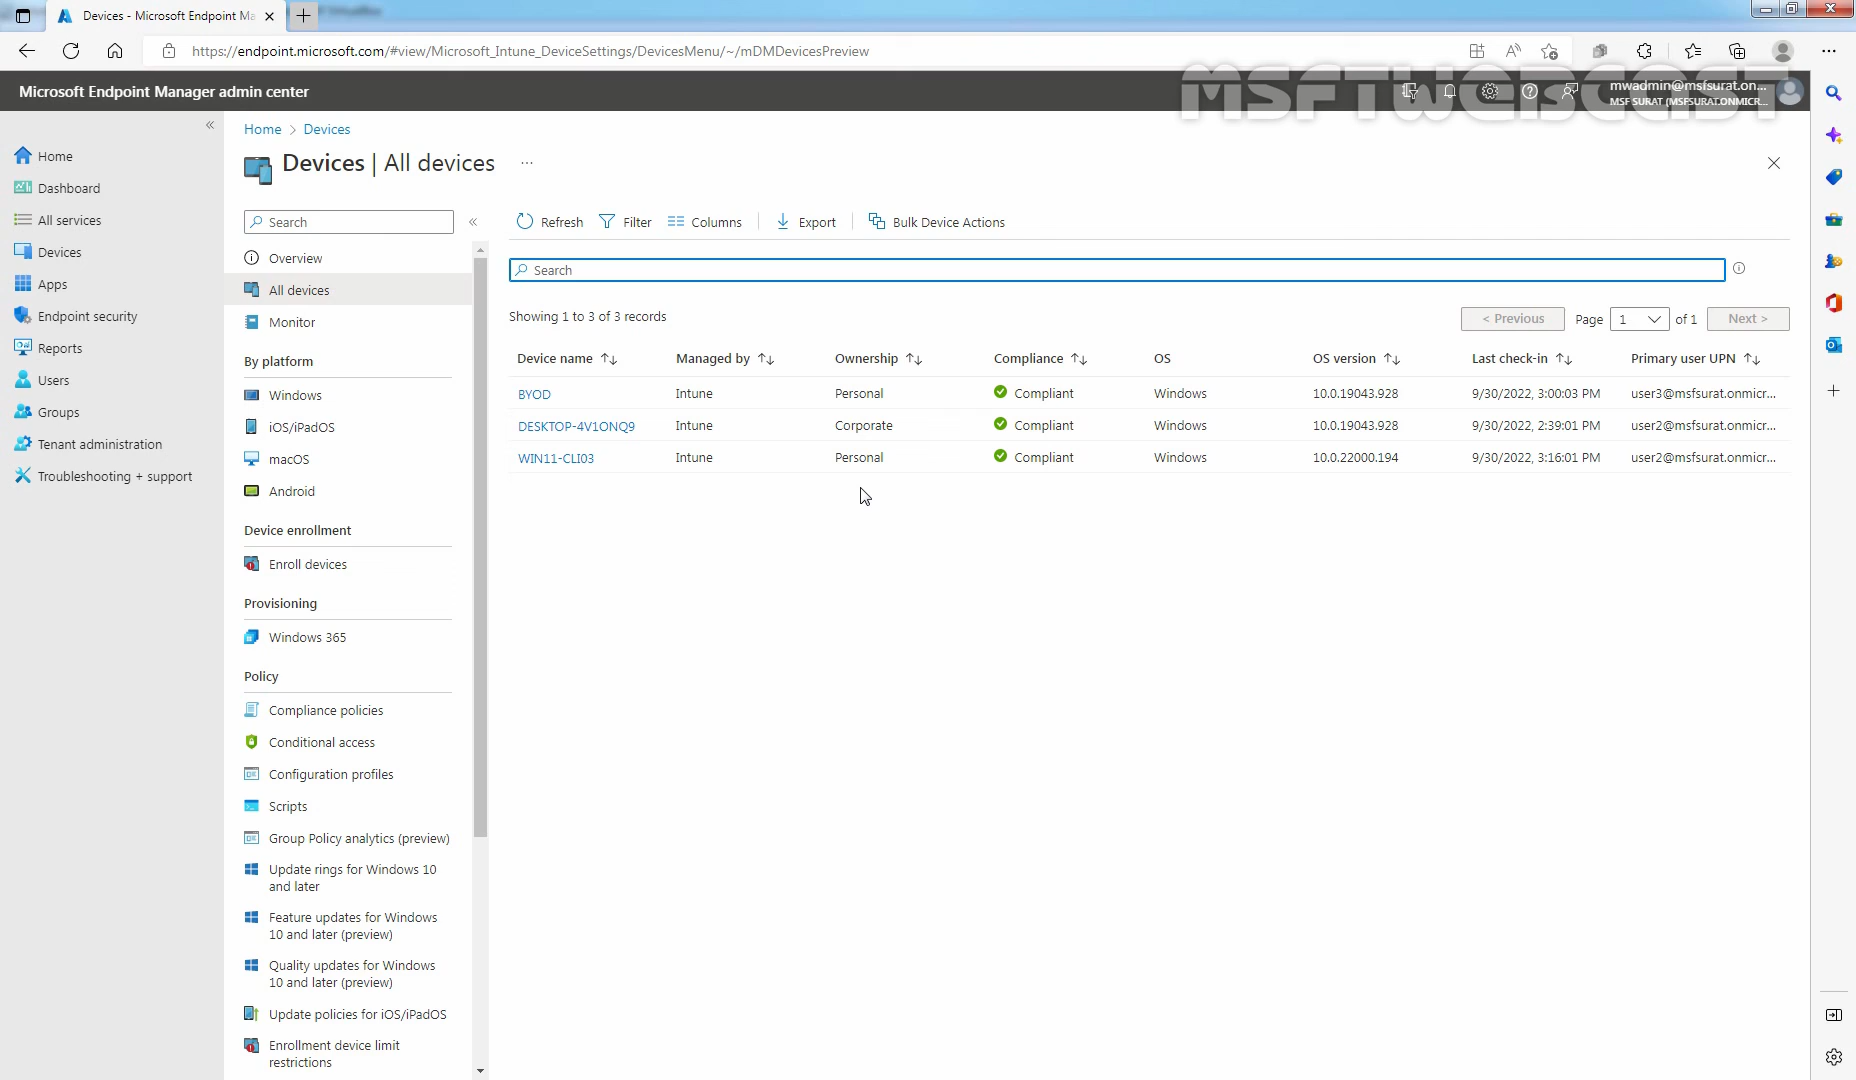 Devices - Microsoft Endpoint Ma
https://endpoint.microsoft.com/#view/Microsoft_Intune_DeviceSettings/DevicesMenu/~/mDMDevicesPreview
Microsoft Endpoint Manager admin center
mwadmin@msfsurat.on...
MSF SURAT (MSFSURAT.ONMICR...
MSFTWEBCAST
Home > Devices
Devices | All devices
Home
Dashboard
All services
Devices
Apps
Endpoint security
Reports
Users
Groups
Tenant administration
Troubleshooting + support
Search
Overview
All devices
Monitor
By platform
Windows
iOS/iPadOS
macOS
Android
Device enrollment
Enroll devices
Provisioning
Windows 365
Policy
Compliance policies
Conditional access
Configuration profiles
Scripts
Group Policy analytics (preview)
Update rings for Windows 10
and later
Feature updates for Windows
10 and later (preview)
Quality updates for Windows
10 and later (preview)
Update policies for iOS/iPadOS
Enrollment device limit
restrictions
Refresh Filter Columns Export Bulk Device Actions
Search
Showing 1 to 3 of 3 records
< Previous Page 1 of 1 Next >
Device name Managed by Ownership Compliance OS OS version Last check-in Primary user UPN
BYOD Intune Personal Compliant Windows 10.0.19043.928 9/30/2022, 3:00:03 PM user3@msfsurat.onmicr...
DESKTOP-4V1ONQ9 Intune Corporate Compliant Windows 10.0.19043.928 9/30/2022, 2:39:01 PM user2@msfsurat.onmicr...
WIN11-CLI03 Intune Personal Compliant Windows 10.0.22000.194 9/30/2022, 3:16:01 PM user2@msfsurat.onmicr...